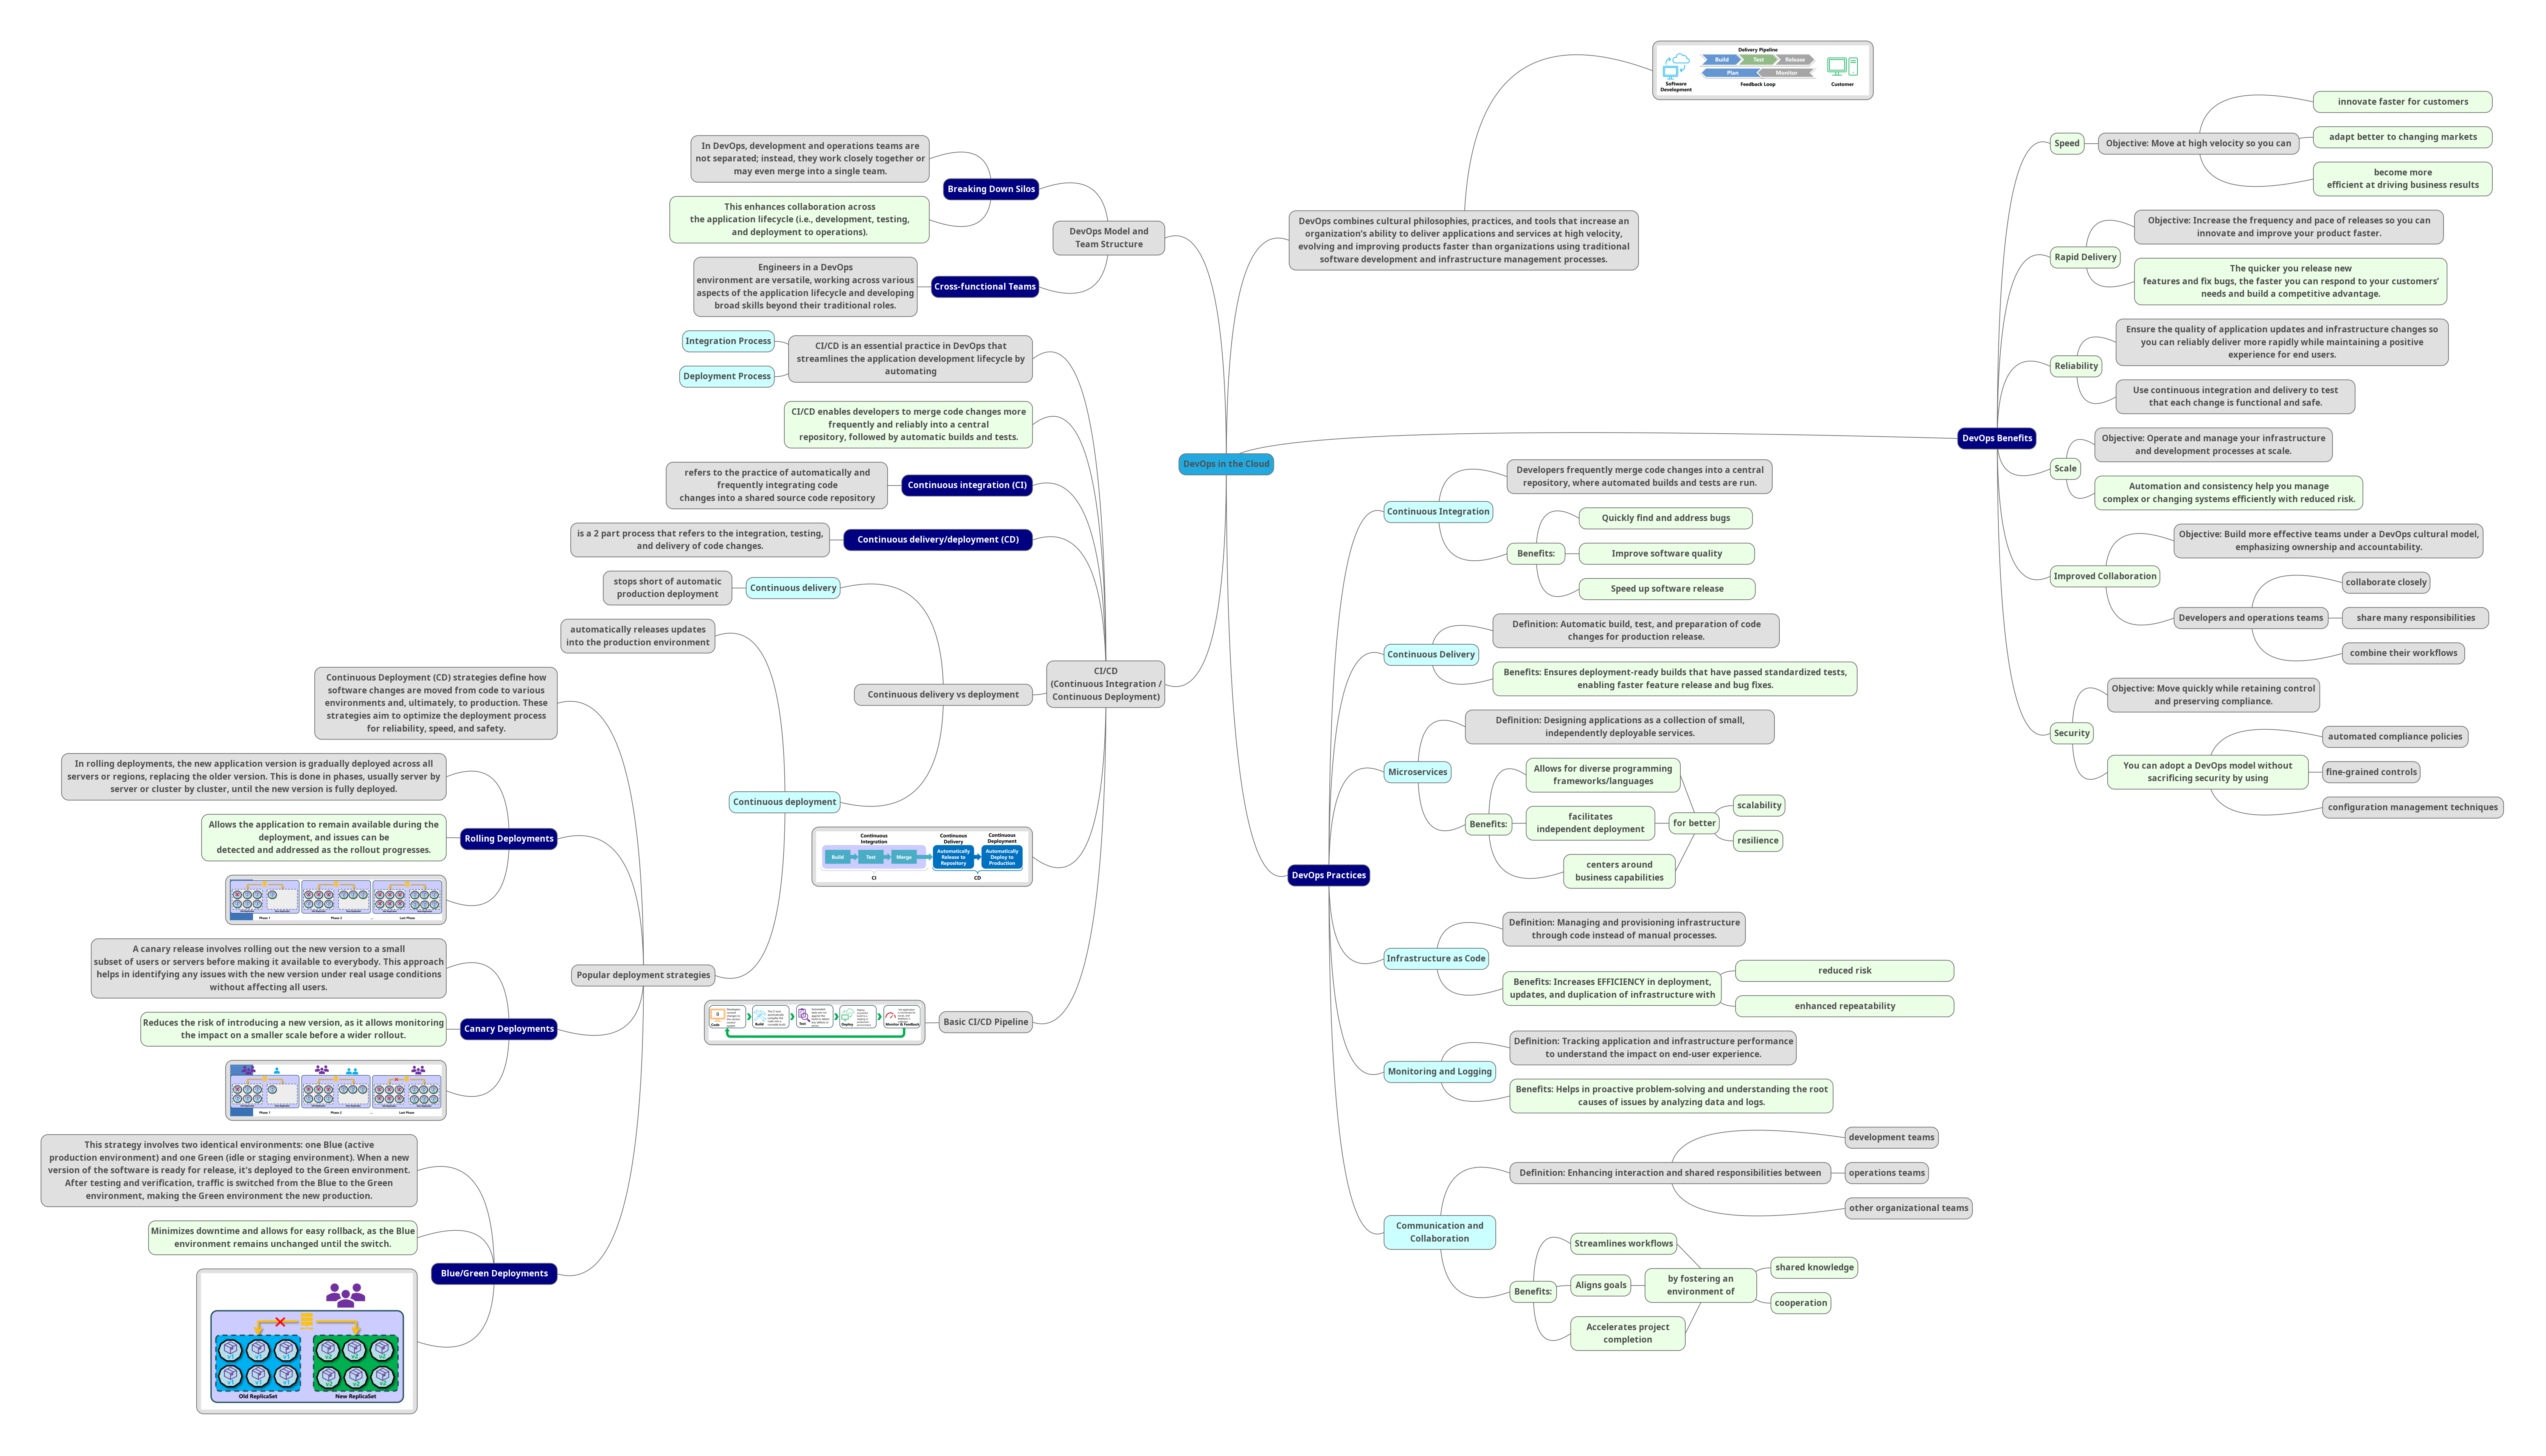 DevOps in the Cloud
DevOps combines cultural philosophies, practices, and tools that increase an
organization’s ability to deliver applications and services at high velocity,
evolving and improving products faster than organizations using traditional
software development and infrastructure management processes.
Delivery Pipeline
Build
Test
Release
Plan
Monitor
Software
Development
Feedback Loop
Customer
DevOps Benefits
Speed
Objective: Move at high velocity so you can
innovate faster for customers
adapt better to changing markets
become more
efficient at driving business results
Rapid Delivery
Objective: Increase the frequency and pace of releases so you can
innovate and improve your product faster.
The quicker you release new
features and fix bugs, the faster you can respond to your customers’
needs and build a competitive advantage.
Reliability
Ensure the quality of application updates and infrastructure changes so
you can reliably deliver more rapidly while maintaining a positive
experience for end users.
Use continuous integration and delivery to test
that each change is functional and safe.
Scale
Objective: Operate and manage your infrastructure
and development processes at scale.
Automation and consistency help you manage
complex or changing systems efficiently with reduced risk.
Improved Collaboration
Objective: Build more effective teams under a DevOps cultural model,
emphasizing ownership and accountability.
Developers and operations teams
collaborate closely
share many responsibilities
combine their workflows
Security
Objective: Move quickly while retaining control
and preserving compliance.
You can adopt a DevOps model without
sacrificing security by using
automated compliance policies
fine-grained controls
configuration management techniques
DevOps Practices
Continuous Integration
Developers frequently merge code changes into a central
repository, where automated builds and tests are run.
Benefits:
Quickly find and address bugs
Improve software quality
Speed up software release
Continuous Delivery
Definition: Automatic build, test, and preparation of code
changes for production release.
Benefits: Ensures deployment-ready builds that have passed standardized tests,
enabling faster feature release and bug fixes.
Microservices
Definition: Designing applications as a collection of small,
independently deployable services.
Benefits:
Allows for diverse programming
frameworks/languages
facilitates
independent deployment
centers around
business capabilities
for better
scalability
resilience
Infrastructure as Code
Definition: Managing and provisioning infrastructure
through code instead of manual processes.
Benefits: Increases EFFICIENCY in deployment,
updates, and duplication of infrastructure with
reduced risk
enhanced repeatability
Monitoring and Logging
Definition: Tracking application and infrastructure performance
to understand the impact on end-user experience.
Benefits: Helps in proactive problem-solving and understanding the root
causes of issues by analyzing data and logs.
Communication and
Collaboration
Definition: Enhancing interaction and shared responsibilities between
development teams
operations teams
other organizational teams
Benefits:
Streamlines workflows
Aligns goals
Accelerates project
completion
by fostering an
environment of
shared knowledge
cooperation
DevOps Model and
Team Structure
Breaking Down Silos
In DevOps, development and operations teams are
not separated; instead, they work closely together or
may even merge into a single team.
This enhances collaboration across
the application lifecycle (i.e., development, testing,
and deployment to operations).
Cross-functional Teams
Engineers in a DevOps
environment are versatile, working across various
aspects of the application lifecycle and developing
broad skills beyond their traditional roles.
CI/CD
(Continuous Integration /
Continuous Deployment)
CI/CD is an essential practice in DevOps that
streamlines the application development lifecycle by
automating
Integration Process
Deployment Process
CI/CD enables developers to merge code changes more
frequently and reliably into a central
repository, followed by automatic builds and tests.
Continuous integration (CI)
refers to the practice of automatically and
frequently integrating code
changes into a shared source code repository
Continuous delivery/deployment (CD)
is a 2 part process that refers to the integration, testing,
and delivery of code changes.
Continuous delivery vs deployment
Continuous delivery
stops short of automatic
production deployment
Continuous deployment
automatically releases updates
into the production environment
Popular deployment strategies
Continuous Deployment (CD) strategies define how
software changes are moved from code to various
environments and, ultimately, to production. These
strategies aim to optimize the deployment process
for reliability, speed, and safety.
Rolling Deployments
In rolling deployments, the new application version is gradually deployed across all
servers or regions, replacing the older version. This is done in phases, usually server by
server or cluster by cluster, until the new version is fully deployed.
Allows the application to remain available during the
deployment, and issues can be
detected and addressed as the rollout progresses.
Phase 1
Phase 2
...
Last Phase
Canary Deployments
A canary release involves rolling out the new version to a small
subset of users or servers before making it available to everybody. This approach
helps in identifying any issues with the new version under real usage conditions
without affecting all users.
Reduces the risk of introducing a new version, as it allows monitoring
the impact on a smaller scale before a wider rollout.
Phase 1
Phase 2
...
Last Phase
Blue/Green Deployments
This strategy involves two identical environments: one Blue (active
production environment) and one Green (idle or staging environment). When a new
version of the software is ready for release, it's deployed to the Green environment.
After testing and verification, traffic is switched from the Blue to the Green
environment, making the Green environment the new production.
Minimizes downtime and allows for easy rollback, as the Blue
environment remains unchanged until the switch.
v1 v1 v1 v2 v2 v2
v1 v1 v1 v2 v2 v2
Old ReplicaSet
New ReplicaSet
Continuous
Integration
Continuous
Delivery
Continuous
Deployment
Build
Test
Merge
Automatically
Release to
Repository
Automatically
Deploy to
Production
CI
CD
Basic CI/CD Pipeline
Code
Build
Test
Deploy
Monitor & Feedback